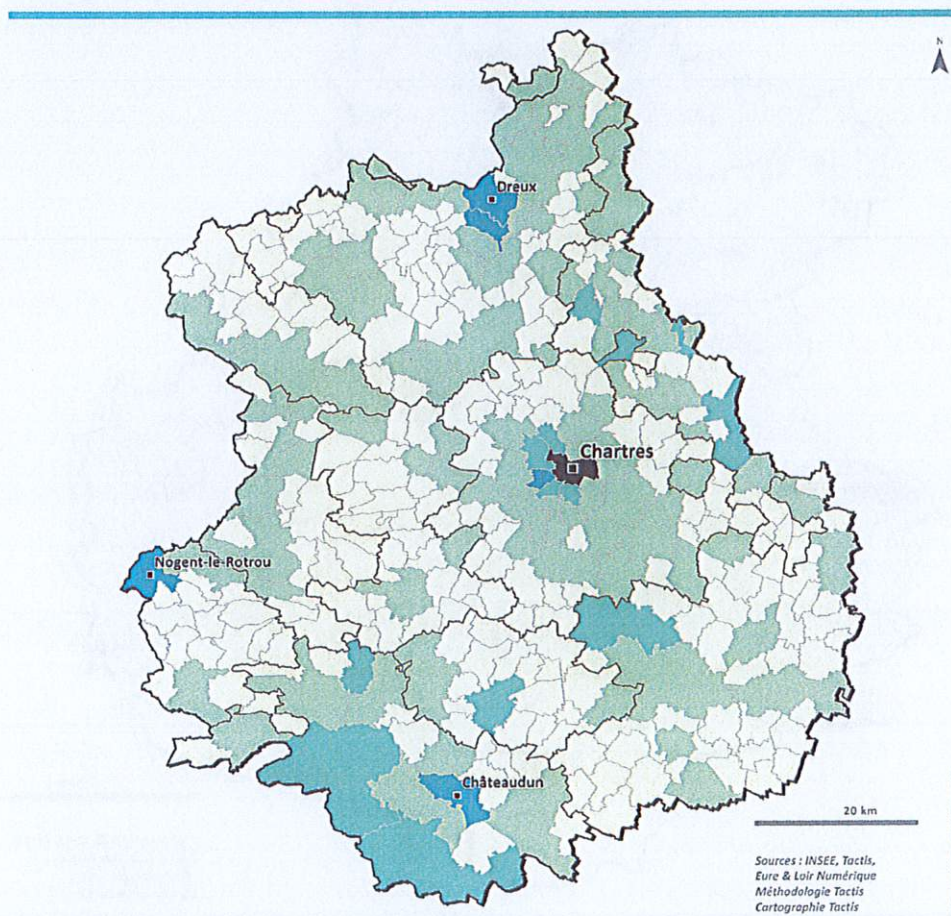 N
Dreux
Chartres
Nogent-le-Rotrou
Châteaudun
20 km
Sources : INSEE, Tactis,
Eure & Loir Numérique
Méthodologie Tactis
Cartographie Tactis